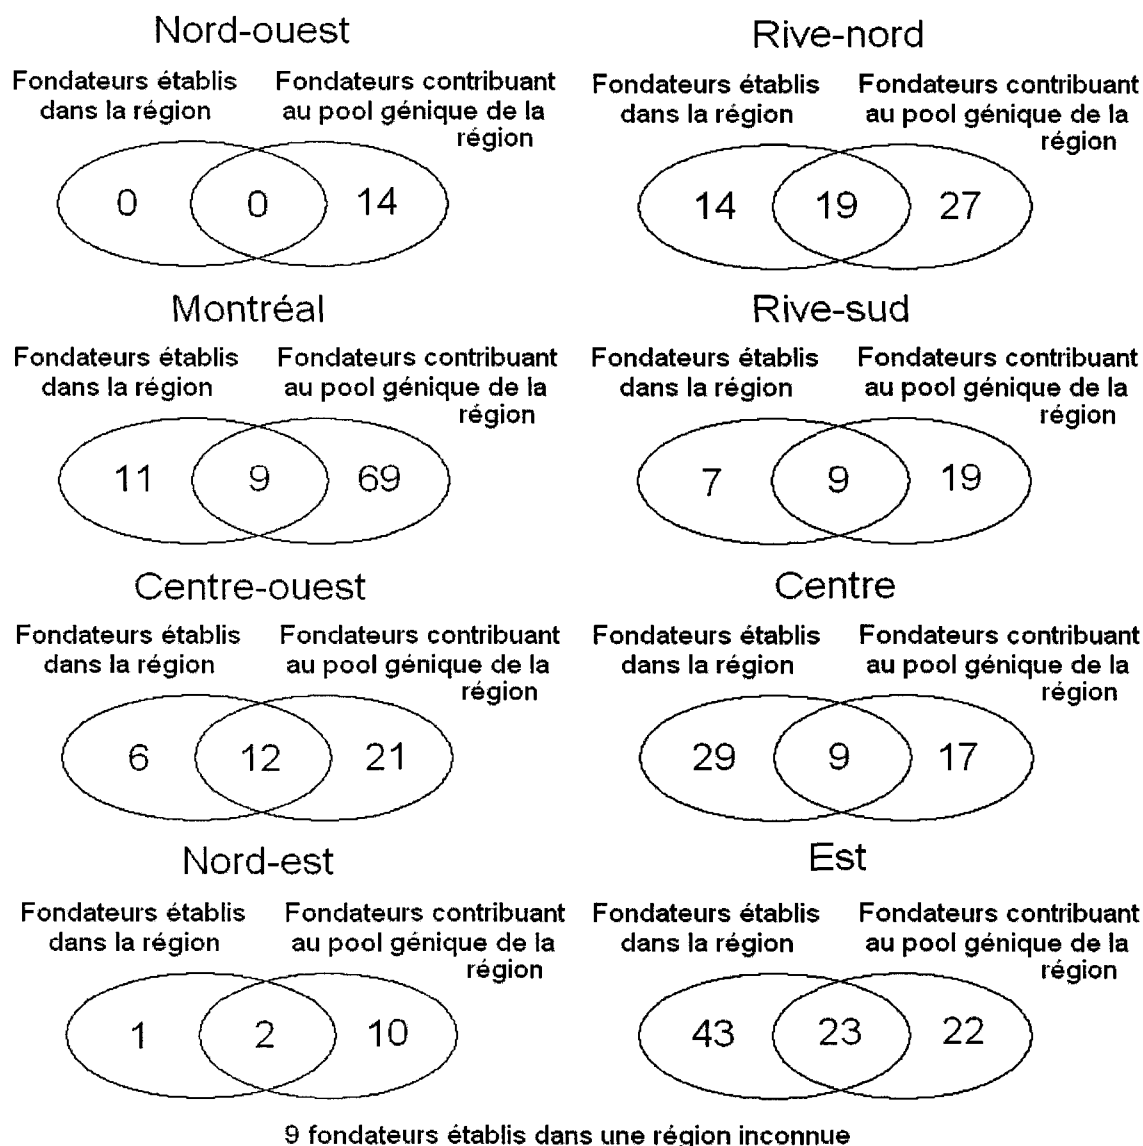 Nord-ouest
Fondateurs établis
dans la région
Fondateurs contribuant
au pool génique de la
région
0
0
14
Rive-nord
Fondateurs établis
dans la région
Fondateurs contribuant
au pool génique de la
région
14
19
27
Montréal
Fondateurs établis
dans la région
Fondateurs contribuant
au pool génique de la
région
11
9
69
Rive-sud
Fondateurs établis
dans la région
Fondateurs contribuant
au pool génique de la
région
7
9
19
Centre-ouest
Fondateurs établis
dans la région
Fondateurs contribuant
au pool génique de la
région
6
12
21
Centre
Fondateurs établis
dans la région
Fondateurs contribuant
au pool génique de la
région
29
9
17
Nord-est
Fondateurs établis
dans la région
Fondateurs contribuant
au pool génique de la
région
1
2
10
Est
Fondateurs établis
dans la région
Fondateurs contribuant
au pool génique de la
région
43
23
22
9 fondateurs établis dans une région inconnue